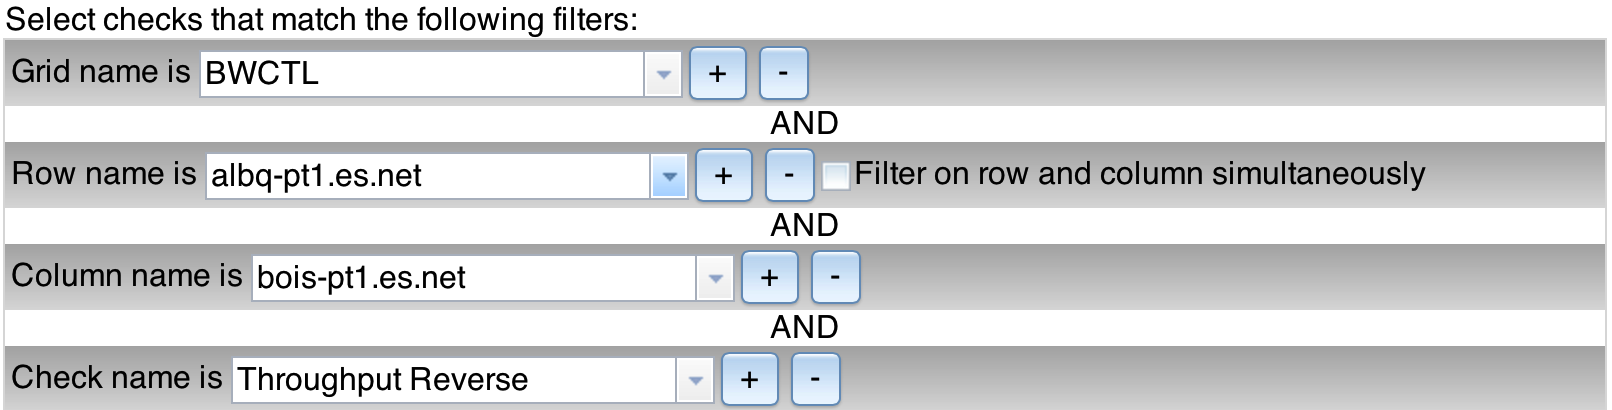 Select checks that match the following filters:
Grid name is BWCTL + -
AND
Row name is albq-pt1.es.net + - Filter on row and column simultaneously
AND
Column name is bois-pt1.es.net + -
AND
Check name is Throughput Reverse + -